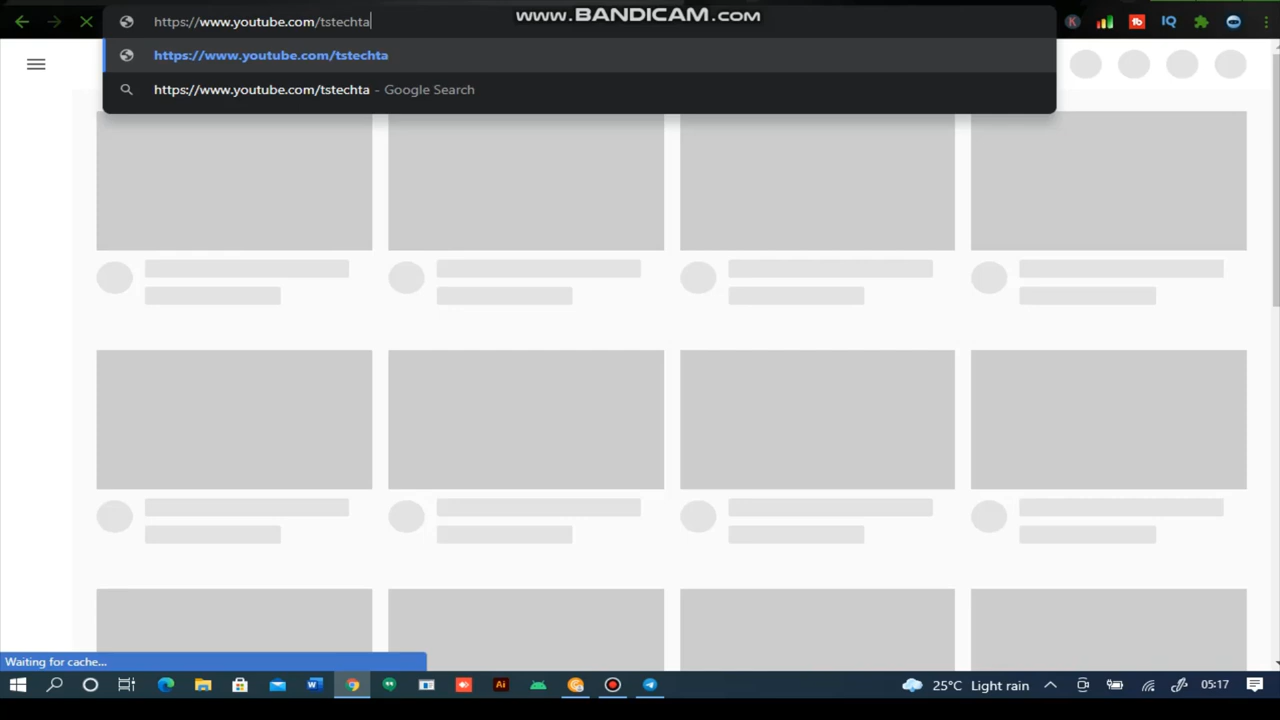 https://www.youtube.com/tstechta
www.BANDICAM.com
https://www.youtube.com/tstechta
https://www.youtube.com/tstechta - Google Search
Waiting for cache...
25°C Light rain
05:17